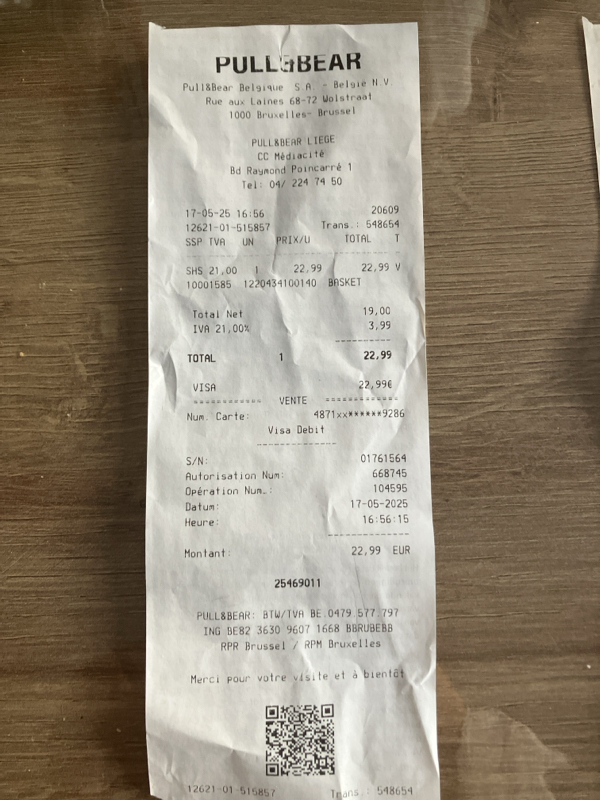 PULL&BEAR
Pull&Bear Belgique S.A. - Belgie N.V
Rue aux Laines 68-72 Wolstraat
1000 Bruxelles- Brussel
PULL&BEAR LIEGE
CC Médiacité
Bd Raymond Poincarré 1
Tel: 04/ 224 74 50
17-05-25 16:56 20609
12621-01-515857 Trans.: 548654
SSP TVA UN PRIX/U TOTAL T
SHS 21,00 1 22,99 22,99 V
10001585 1220434100140 BASKET
Total Net 19,00
IVA 21,00% 3,99
TOTAL 1 22,99
VISA 22,99€
============ VENTE ============
Num. Carte: 4871xx******9286
Visa Debit
S/N: 01761564
Autorisation Num: 668745
Opération Num.: 104595
Datum: 17-05-2025
Heure: 16:56:15
Montant: 22,99 EUR
25469011
PULL&BEAR: BTW/TVA BE.0479 577.797
ING BE82 3630 9607 1668 BBRUBEBB
RPR Brussel / RPM Bruxelles
Merci pour votre visite et à bientôt
12621-01-515857 Trans.: 548654